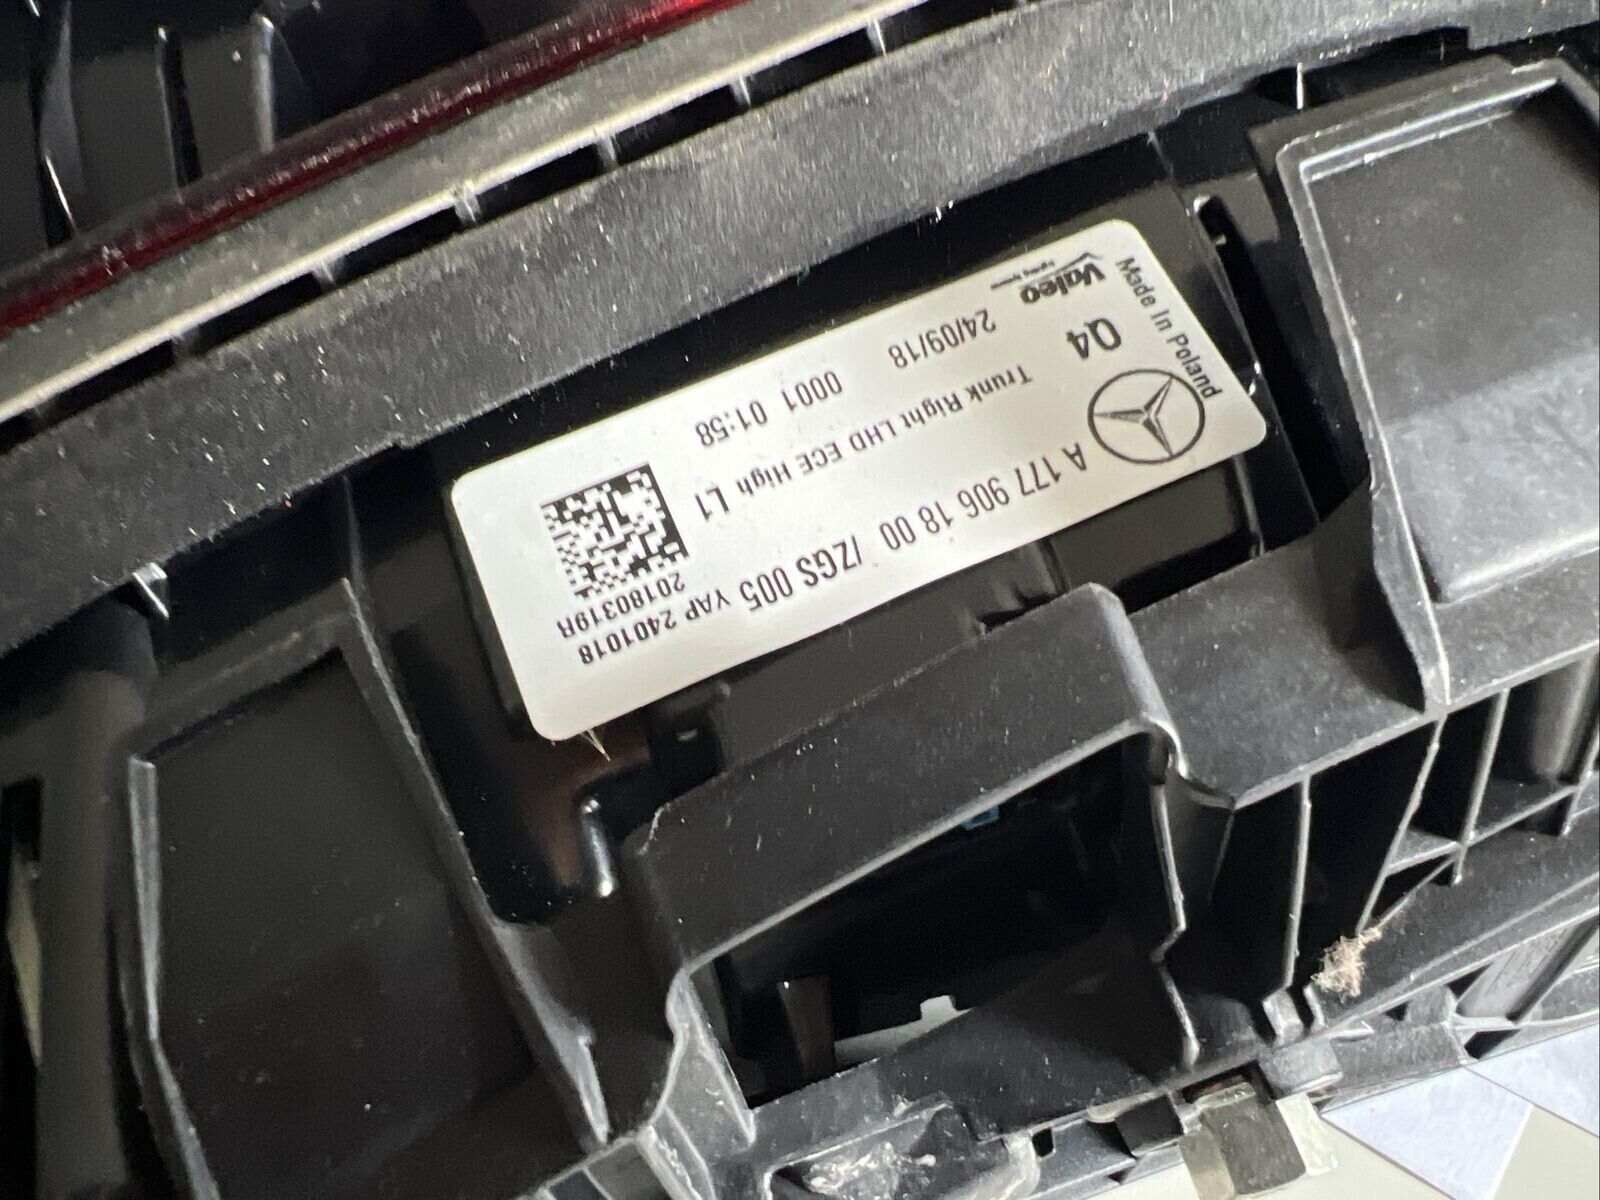 Made In Poland
Valeo
Q4
A 177 906 18 00 /ZGS 005 YAP 2401018
Trunk Right LHD ECE High L1
20180319R
24/09/18 0001 01:58